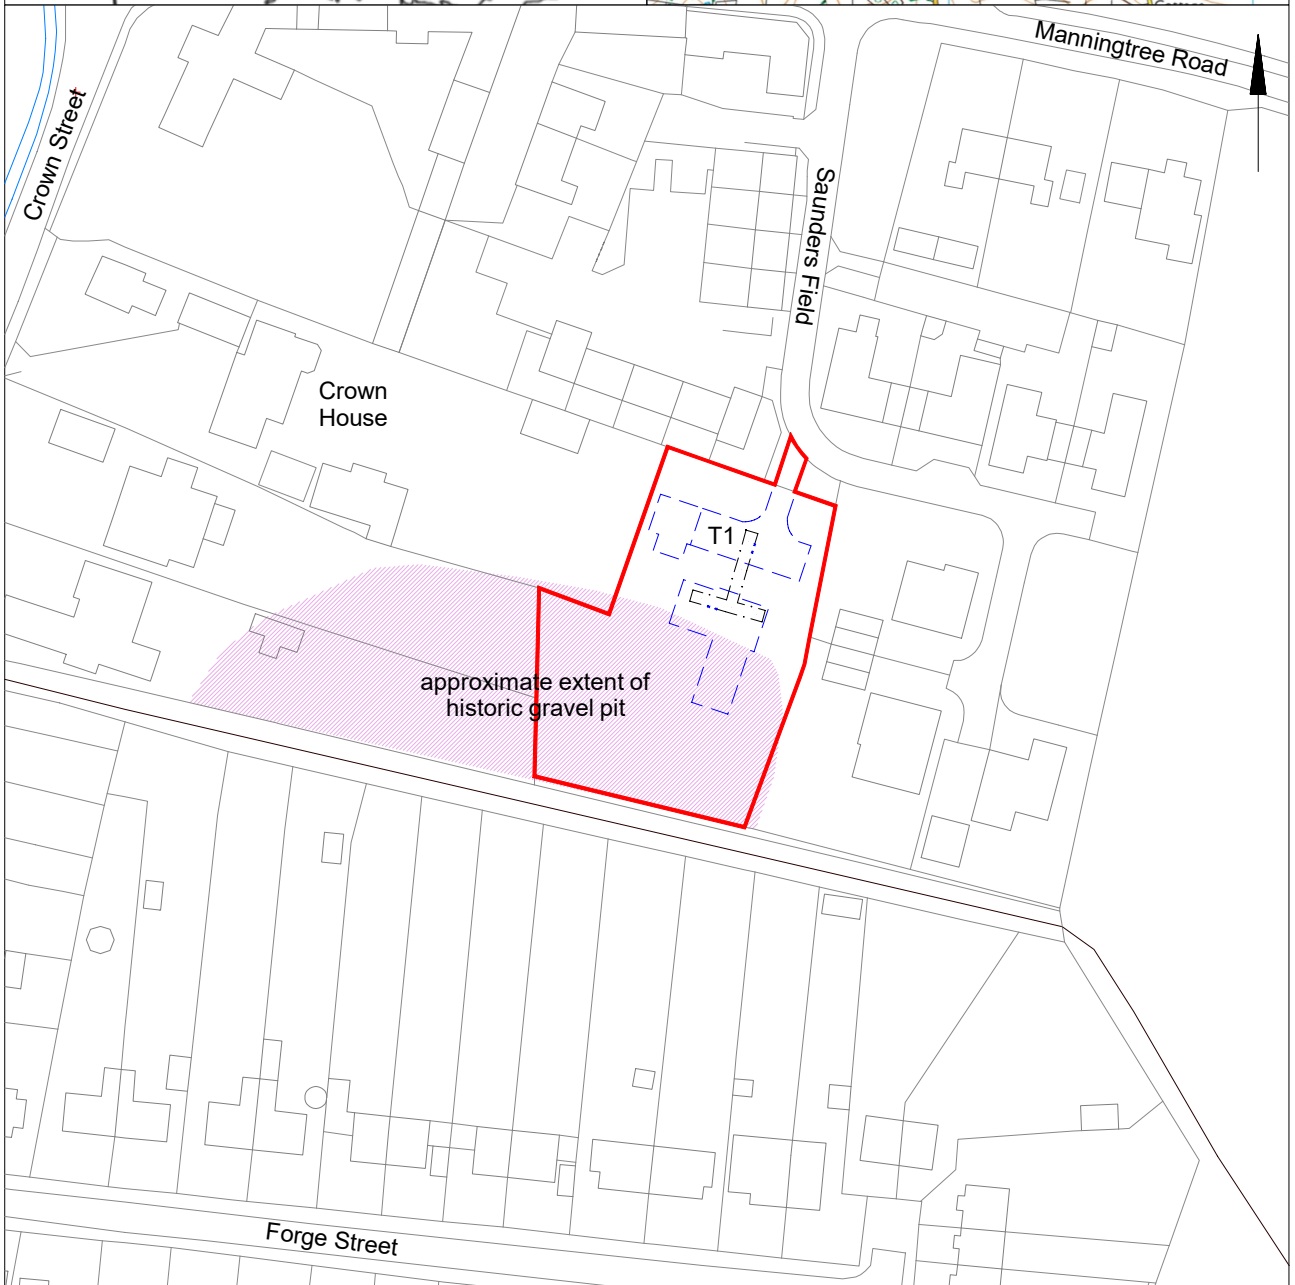 Manningtree Road
Crown Street
Saunders Field
Crown
House
T1
approximate extent of
historic gravel pit
Forge Street